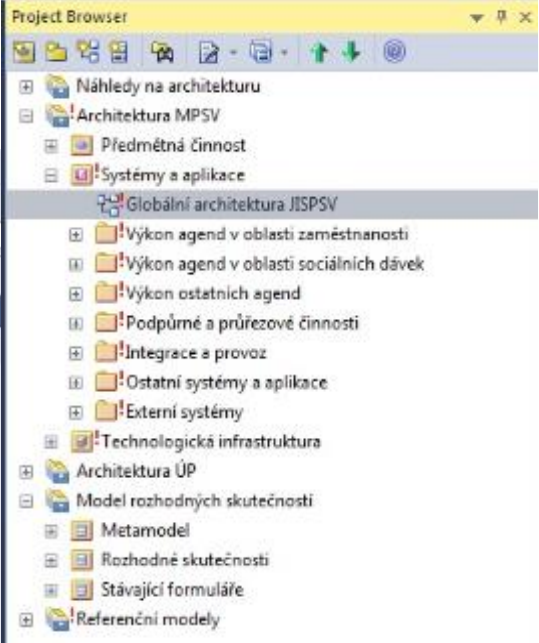 Project Browser
Náhledy na architekturu
Architektura MPSV
Předmětná činnost
Systémy a aplikace
Globální architektura JISPSV
Výkon agend v oblasti zaměstnanosti
Výkon agend v oblasti sociálních dávek
Výkon ostatních agend
Podpůrné a průřezové činnosti
Integrace a provoz
Ostatní systémy a aplikace
Externí systémy
Technologická infrastruktura
Architektura ÚP
Model rozhodných skutečností
Metamodel
Rozhodné skutečnosti
Stávající formuláře
Referenční modely